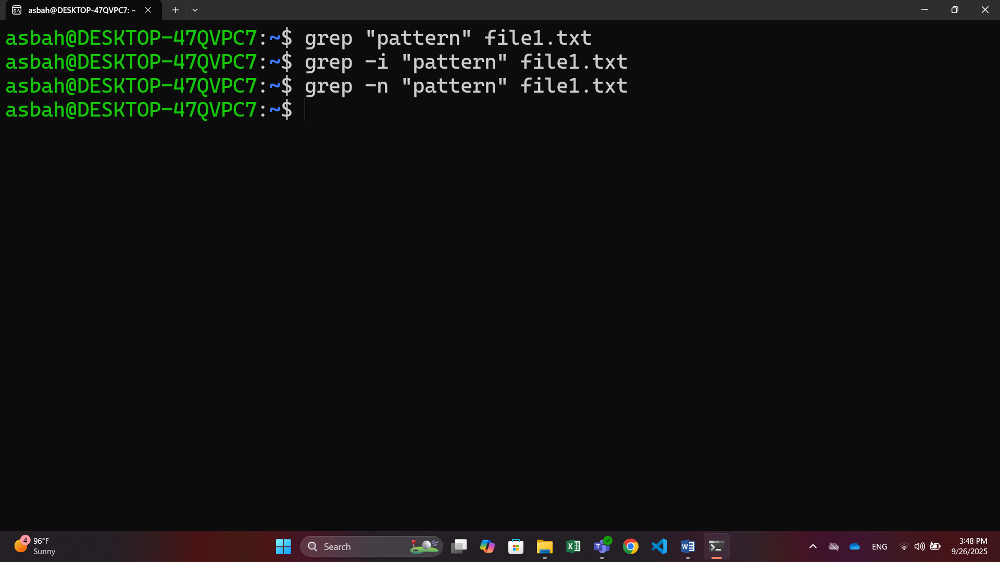 asbah@DESKTOP-47QVPC7: ~
asbah@DESKTOP-47QVPC7:~$ grep "pattern" file1.txt
asbah@DESKTOP-47QVPC7:~$ grep -i "pattern" file1.txt
asbah@DESKTOP-47QVPC7:~$ grep -n "pattern" file1.txt
asbah@DESKTOP-47QVPC7:~$
4
96°F
Sunny
Search
ENG
3:48 PM
9/26/2025